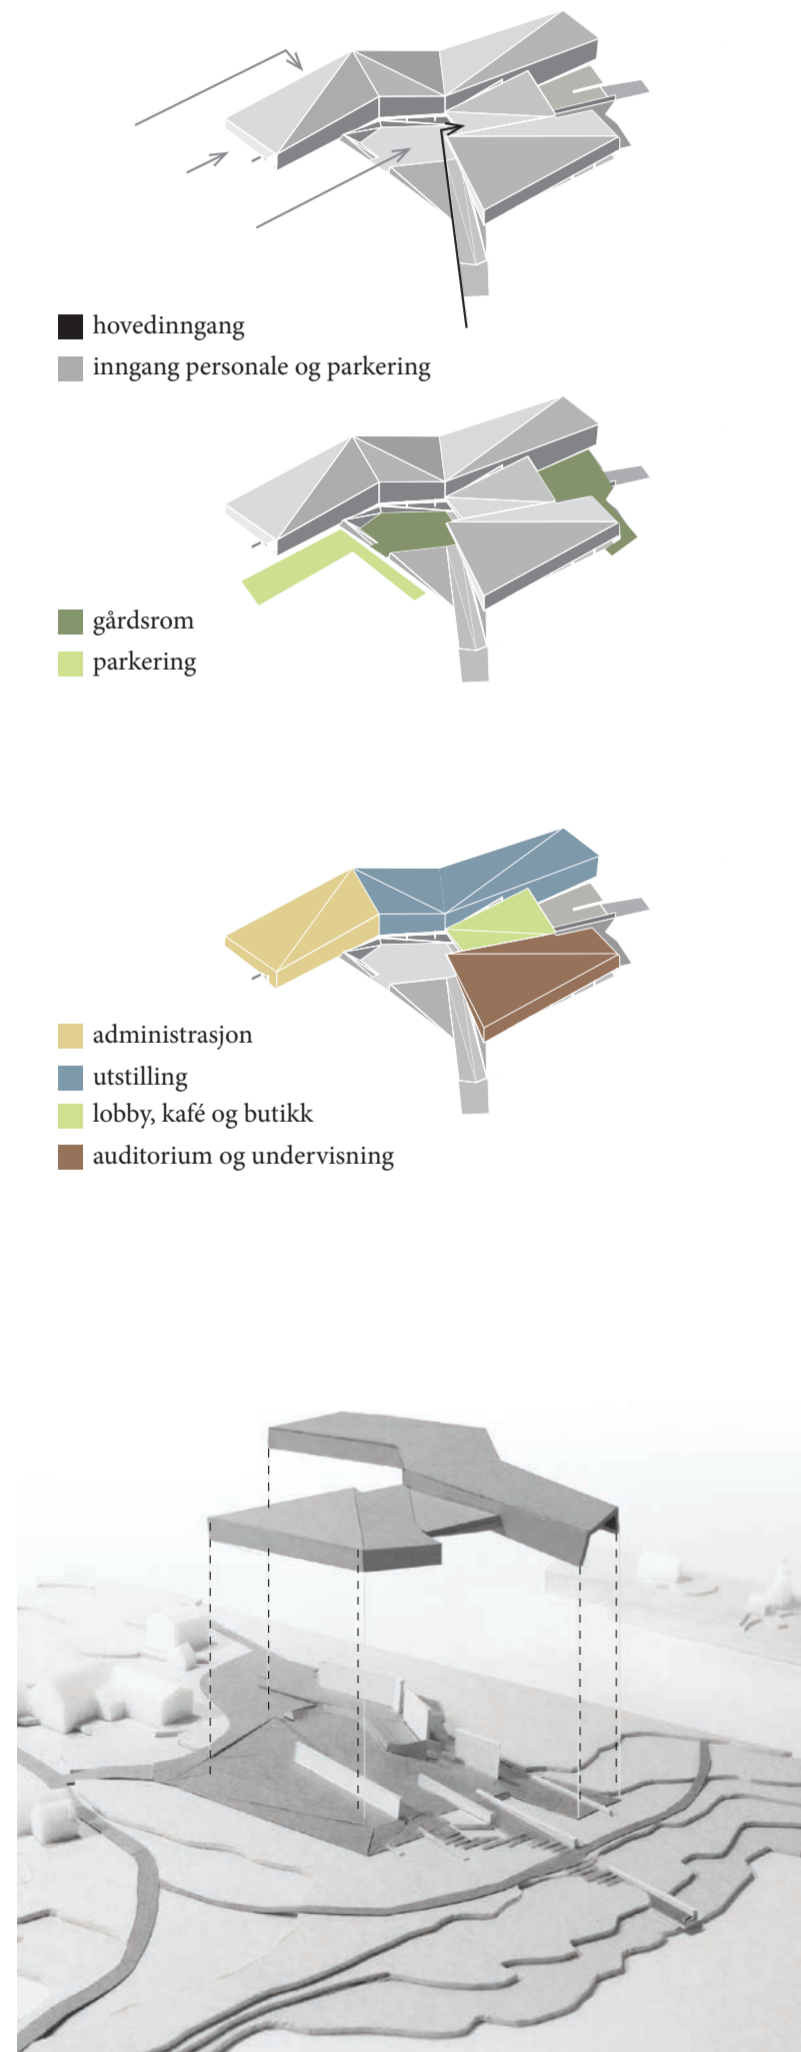 hovedinngang
inngang personale og parkering
gårdsrom
parkering
administrasjon
utstilling
lobby, kafé og butikk
auditorium og undervisning